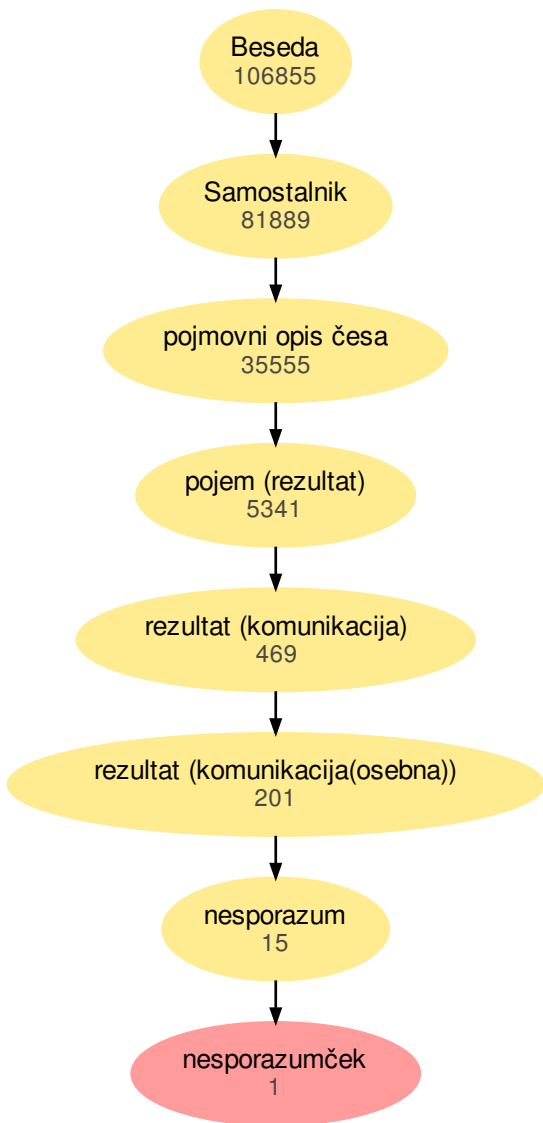 Beseda
106855
Samostalnik
81889
pojmovni opis česa
35555
pojem (rezultat)
5341
rezultat (komunikacija)
469
rezultat (komunikacija(osebna))
201
nesporazum
15
nesporazumček
1